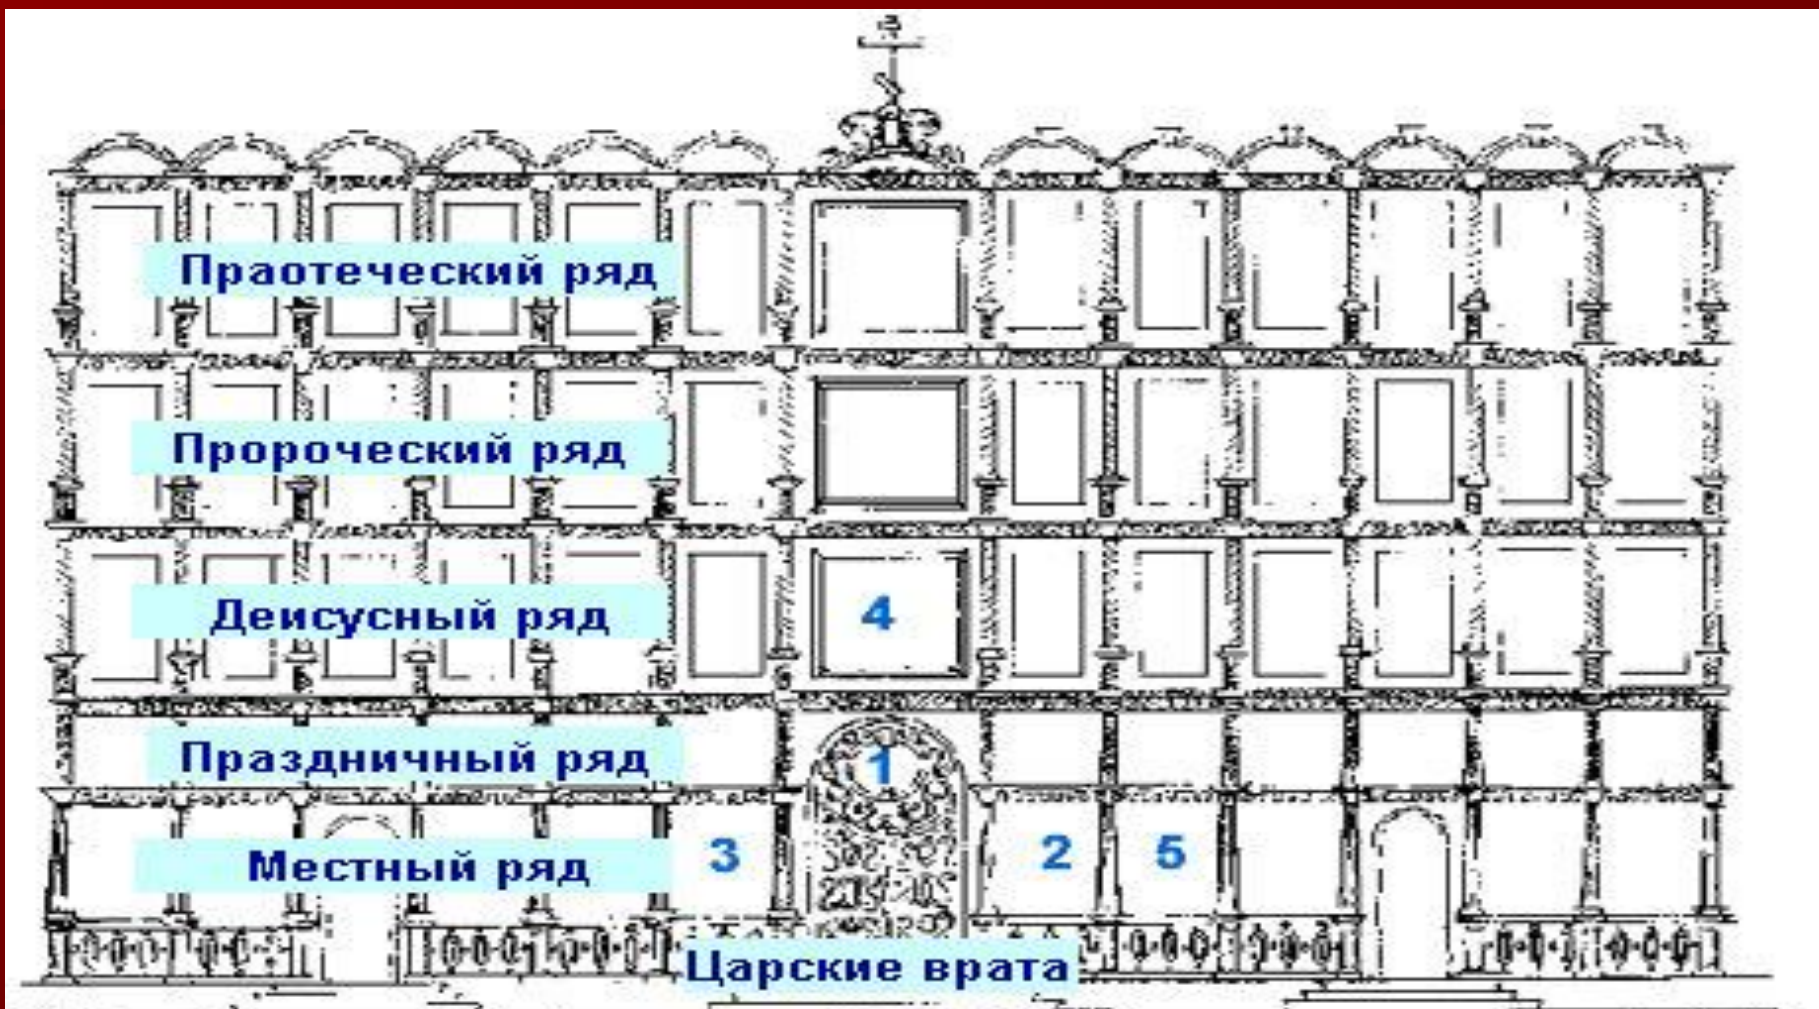 Праотеческий ряд
Пророческий ряд
Деисусный ряд
4
Праздничный ряд
1
Местный ряд
3
2
5
Царские врата